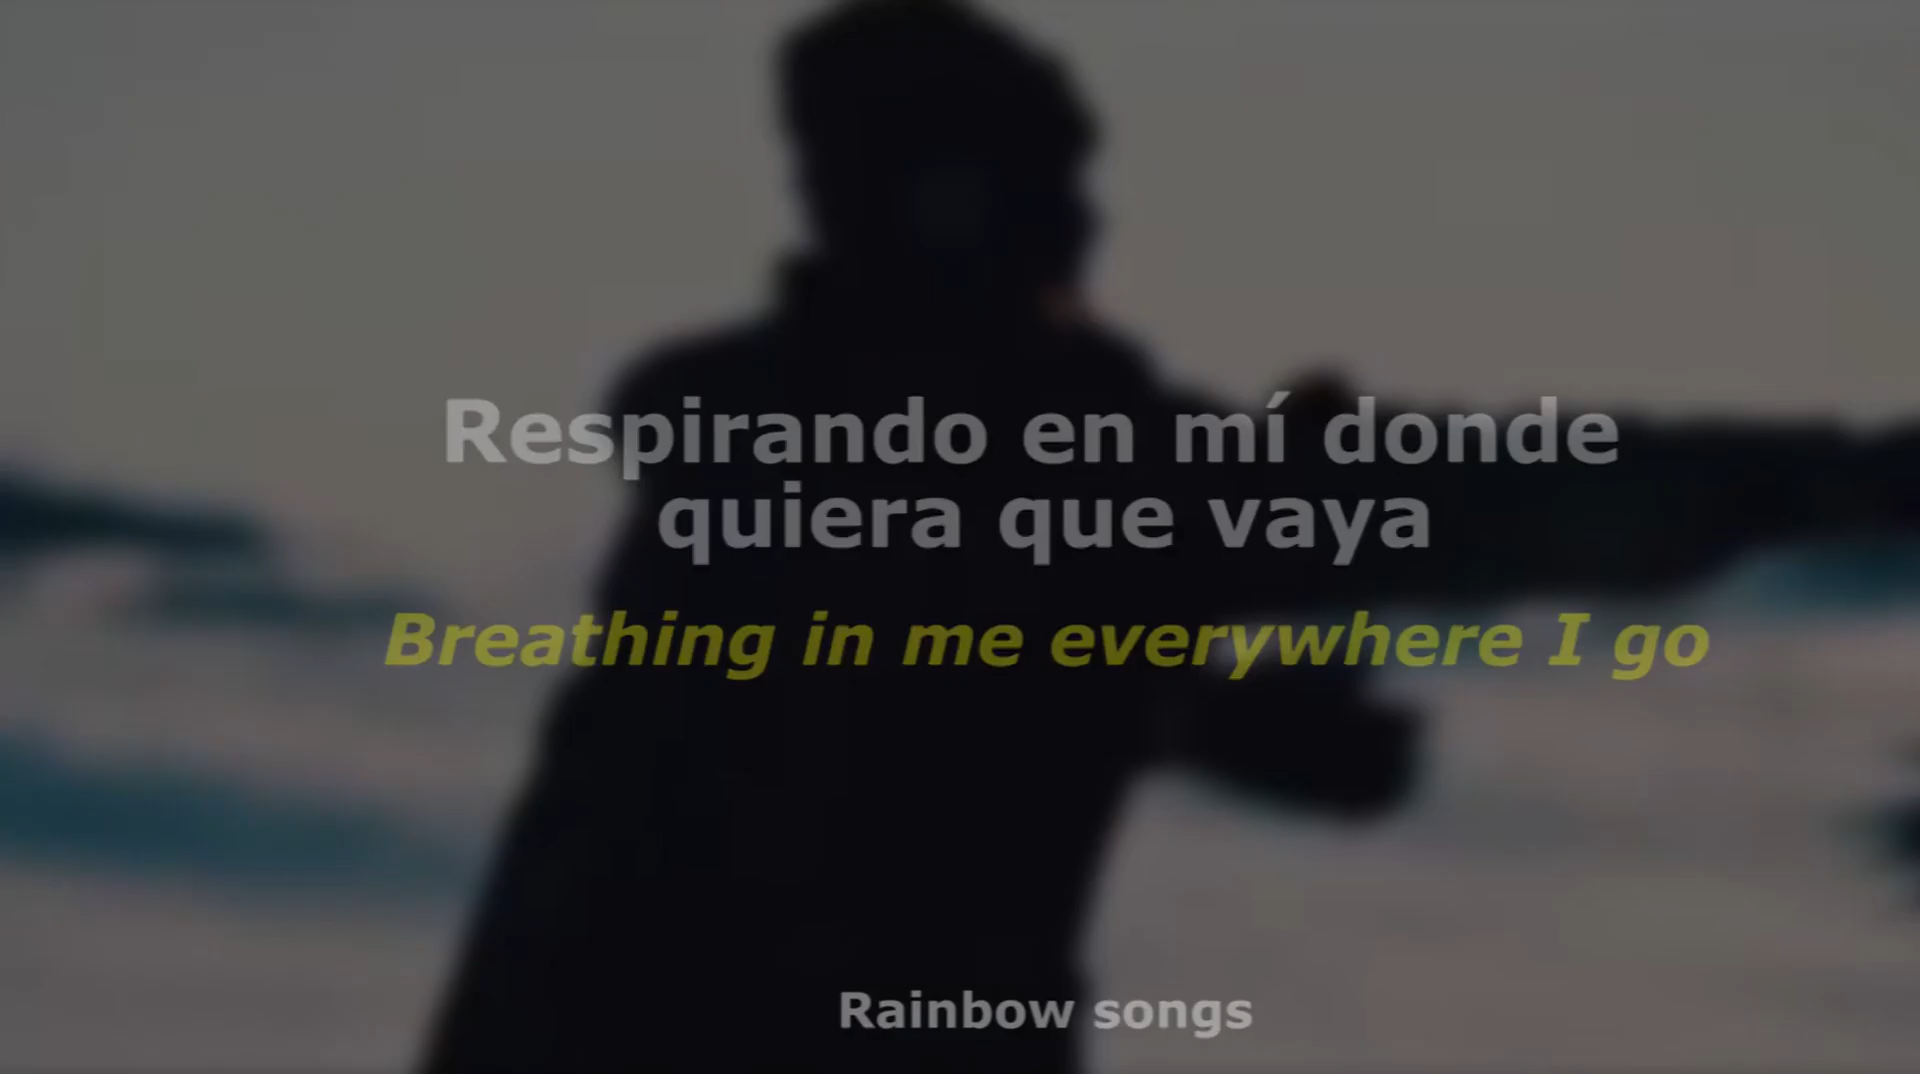 Respirando en mí donde
quiera que vaya
Breathing in me everywhere I go
Rainbow songs